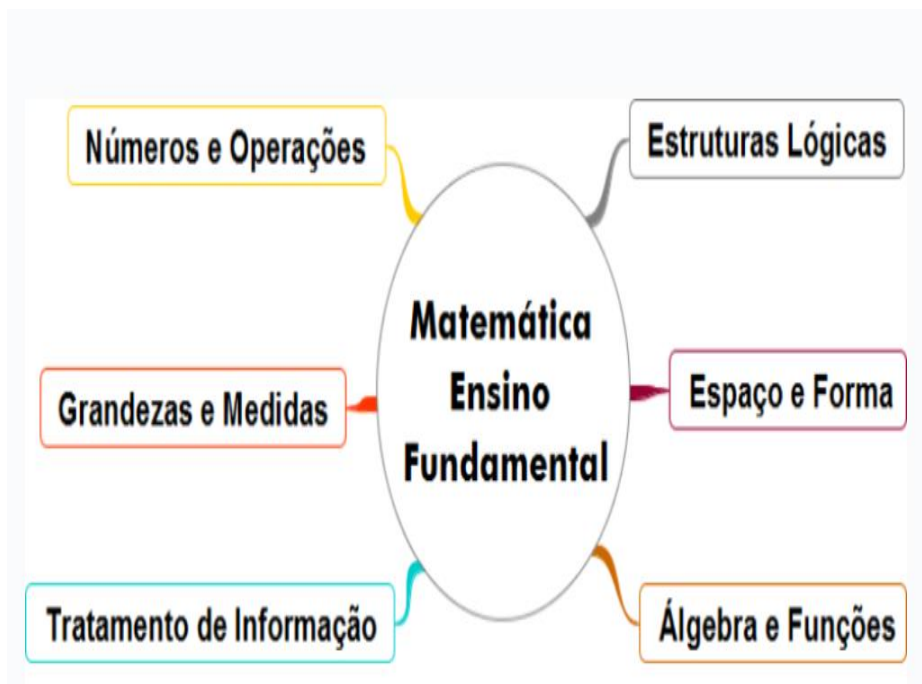 Números e Operações
Estruturas Lógicas
Matemática
Ensino
Fundamental
Grandezas e Medidas
Espaço e Forma
Tratamento de Informação
Álgebra e Funções